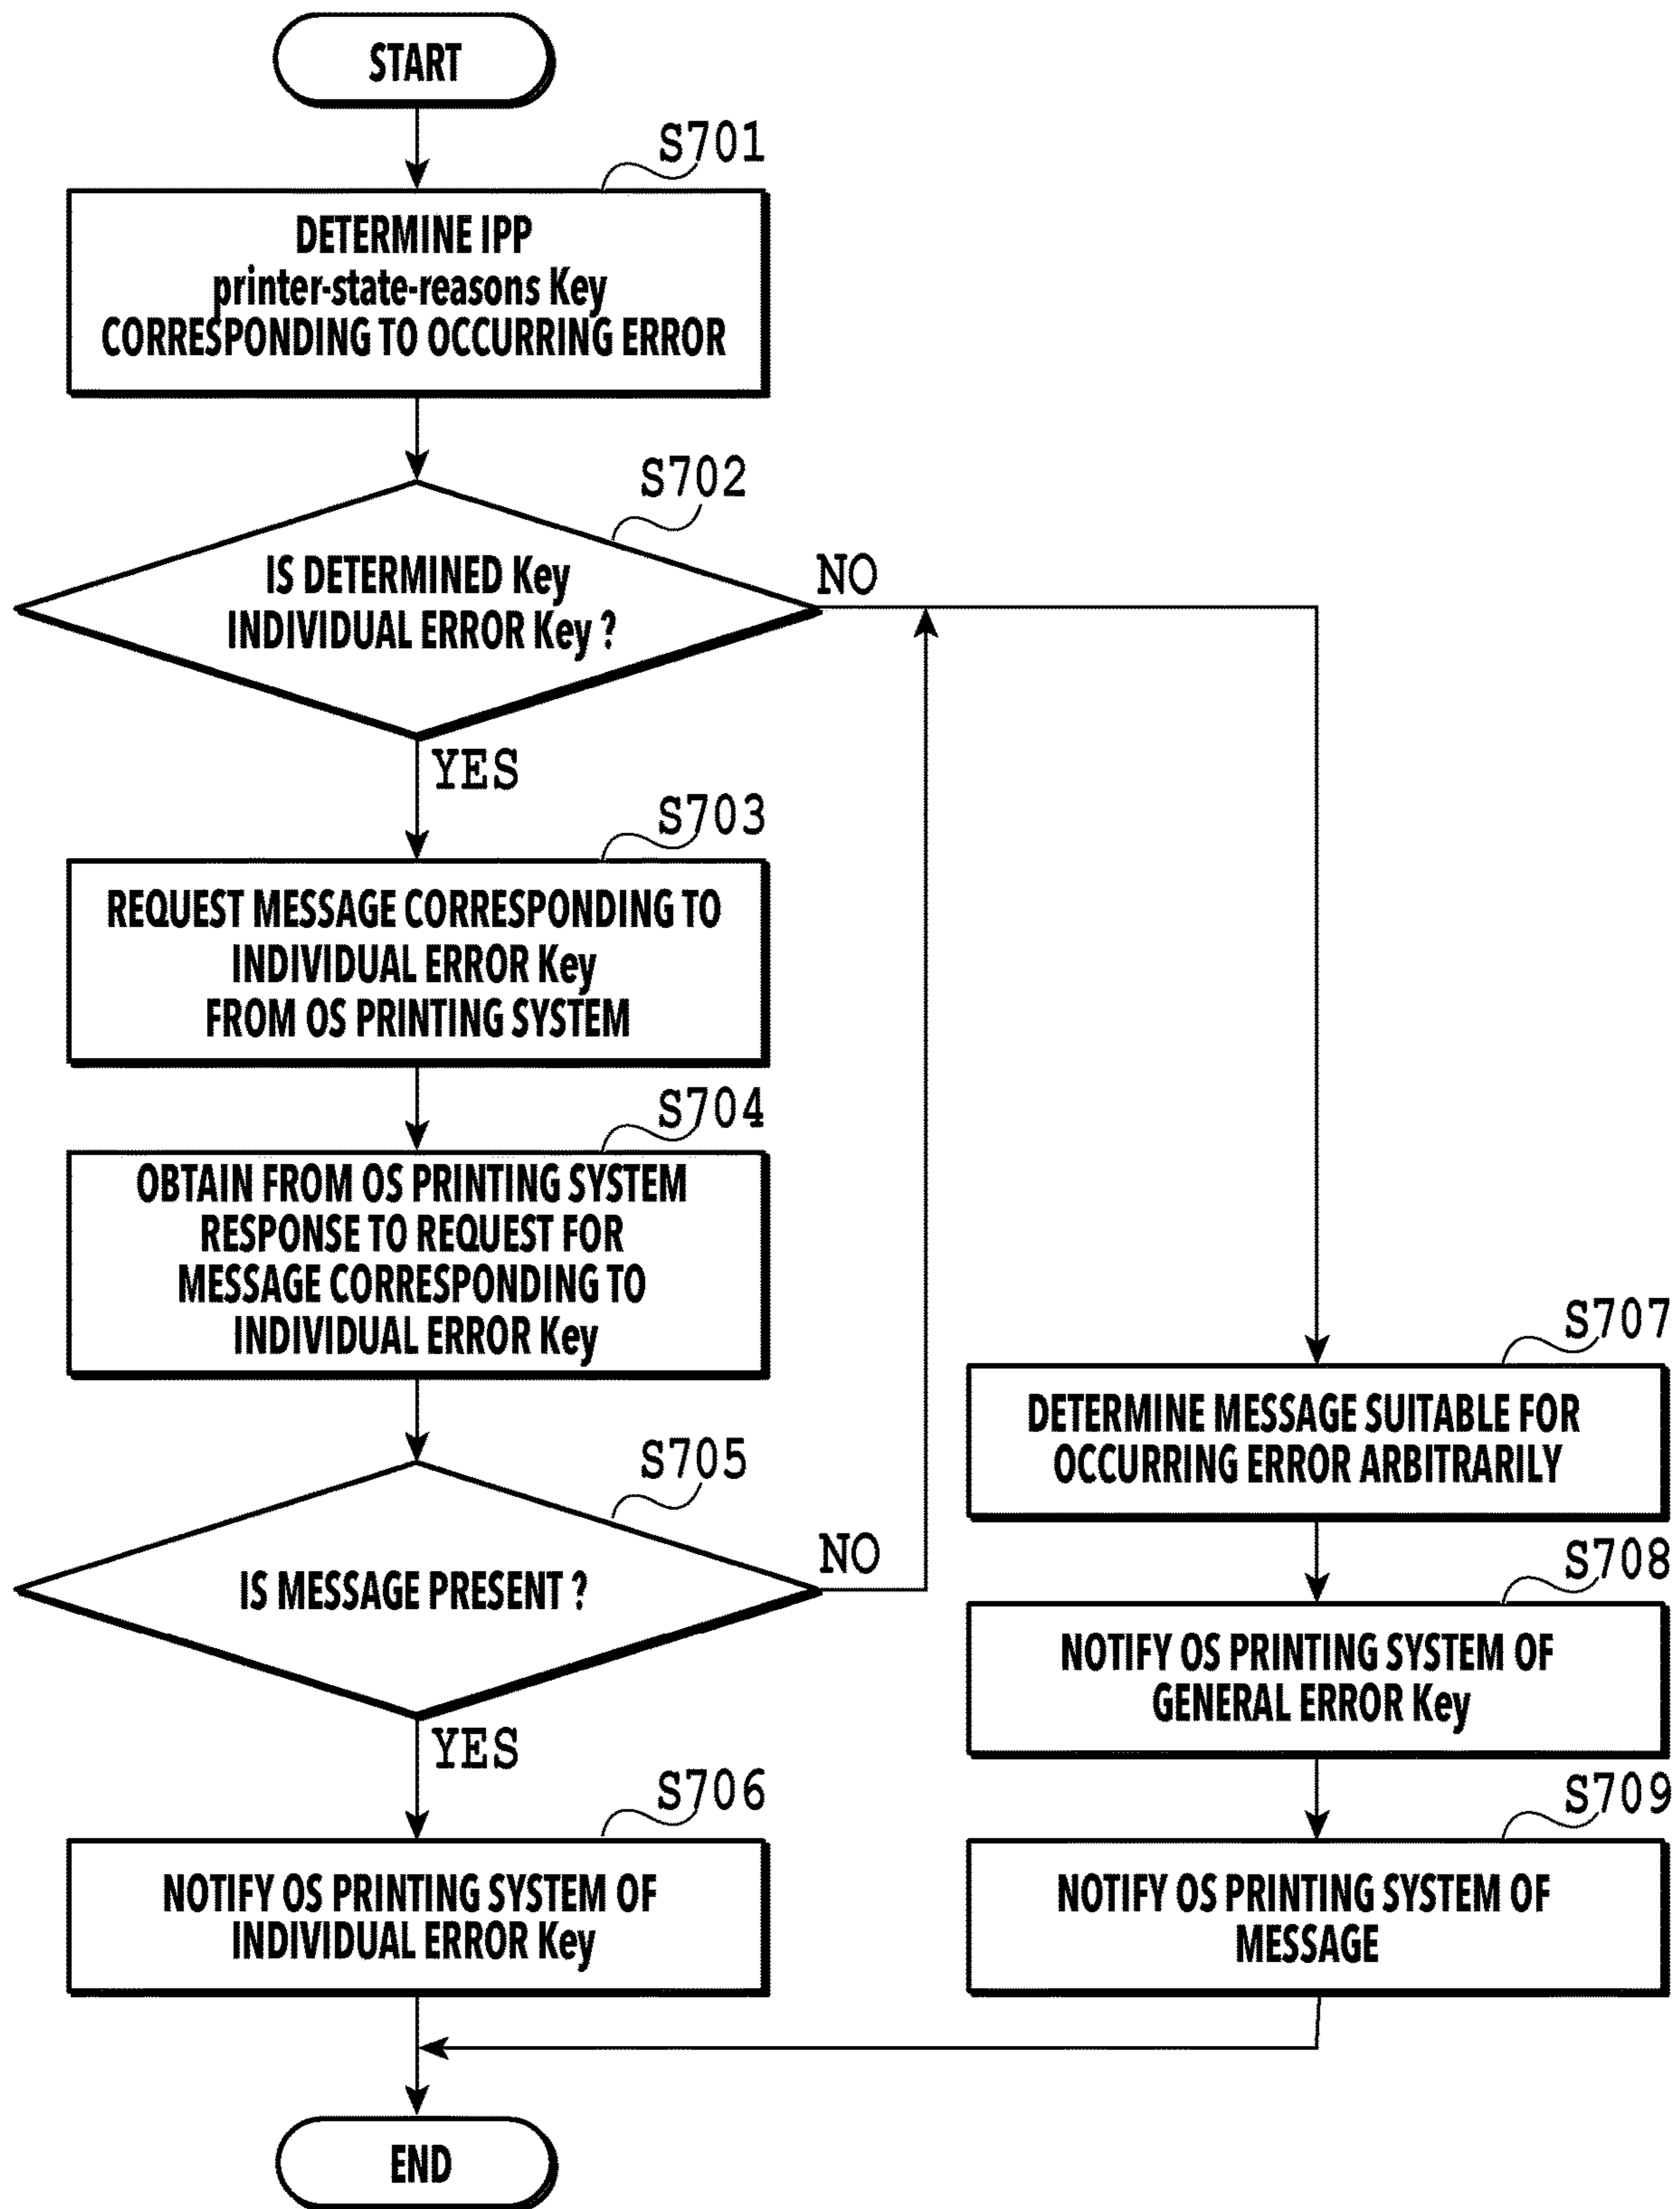 START
S701
DETERMINE IPP
printer-state-reasons Key
CORRESPONDING TO OCCURRING ERROR
S702
IS DETERMINED Key
INDIVIDUAL ERROR Key ?
NO
YES
S703
REQUEST MESSAGE CORRESPONDING TO
INDIVIDUAL ERROR Key
FROM OS PRINTING SYSTEM
S704
OBTAIN FROM OS PRINTING SYSTEM
RESPONSE TO REQUEST FOR
MESSAGE CORRESPONDING TO
INDIVIDUAL ERROR Key
S705
IS MESSAGE PRESENT ?
NO
YES
S706
NOTIFY OS PRINTING SYSTEM OF
INDIVIDUAL ERROR Key
S707
DETERMINE MESSAGE SUITABLE FOR
OCCURRING ERROR ARBITRARILY
S708
NOTIFY OS PRINTING SYSTEM OF
GENERAL ERROR Key
S709
NOTIFY OS PRINTING SYSTEM OF
MESSAGE
END